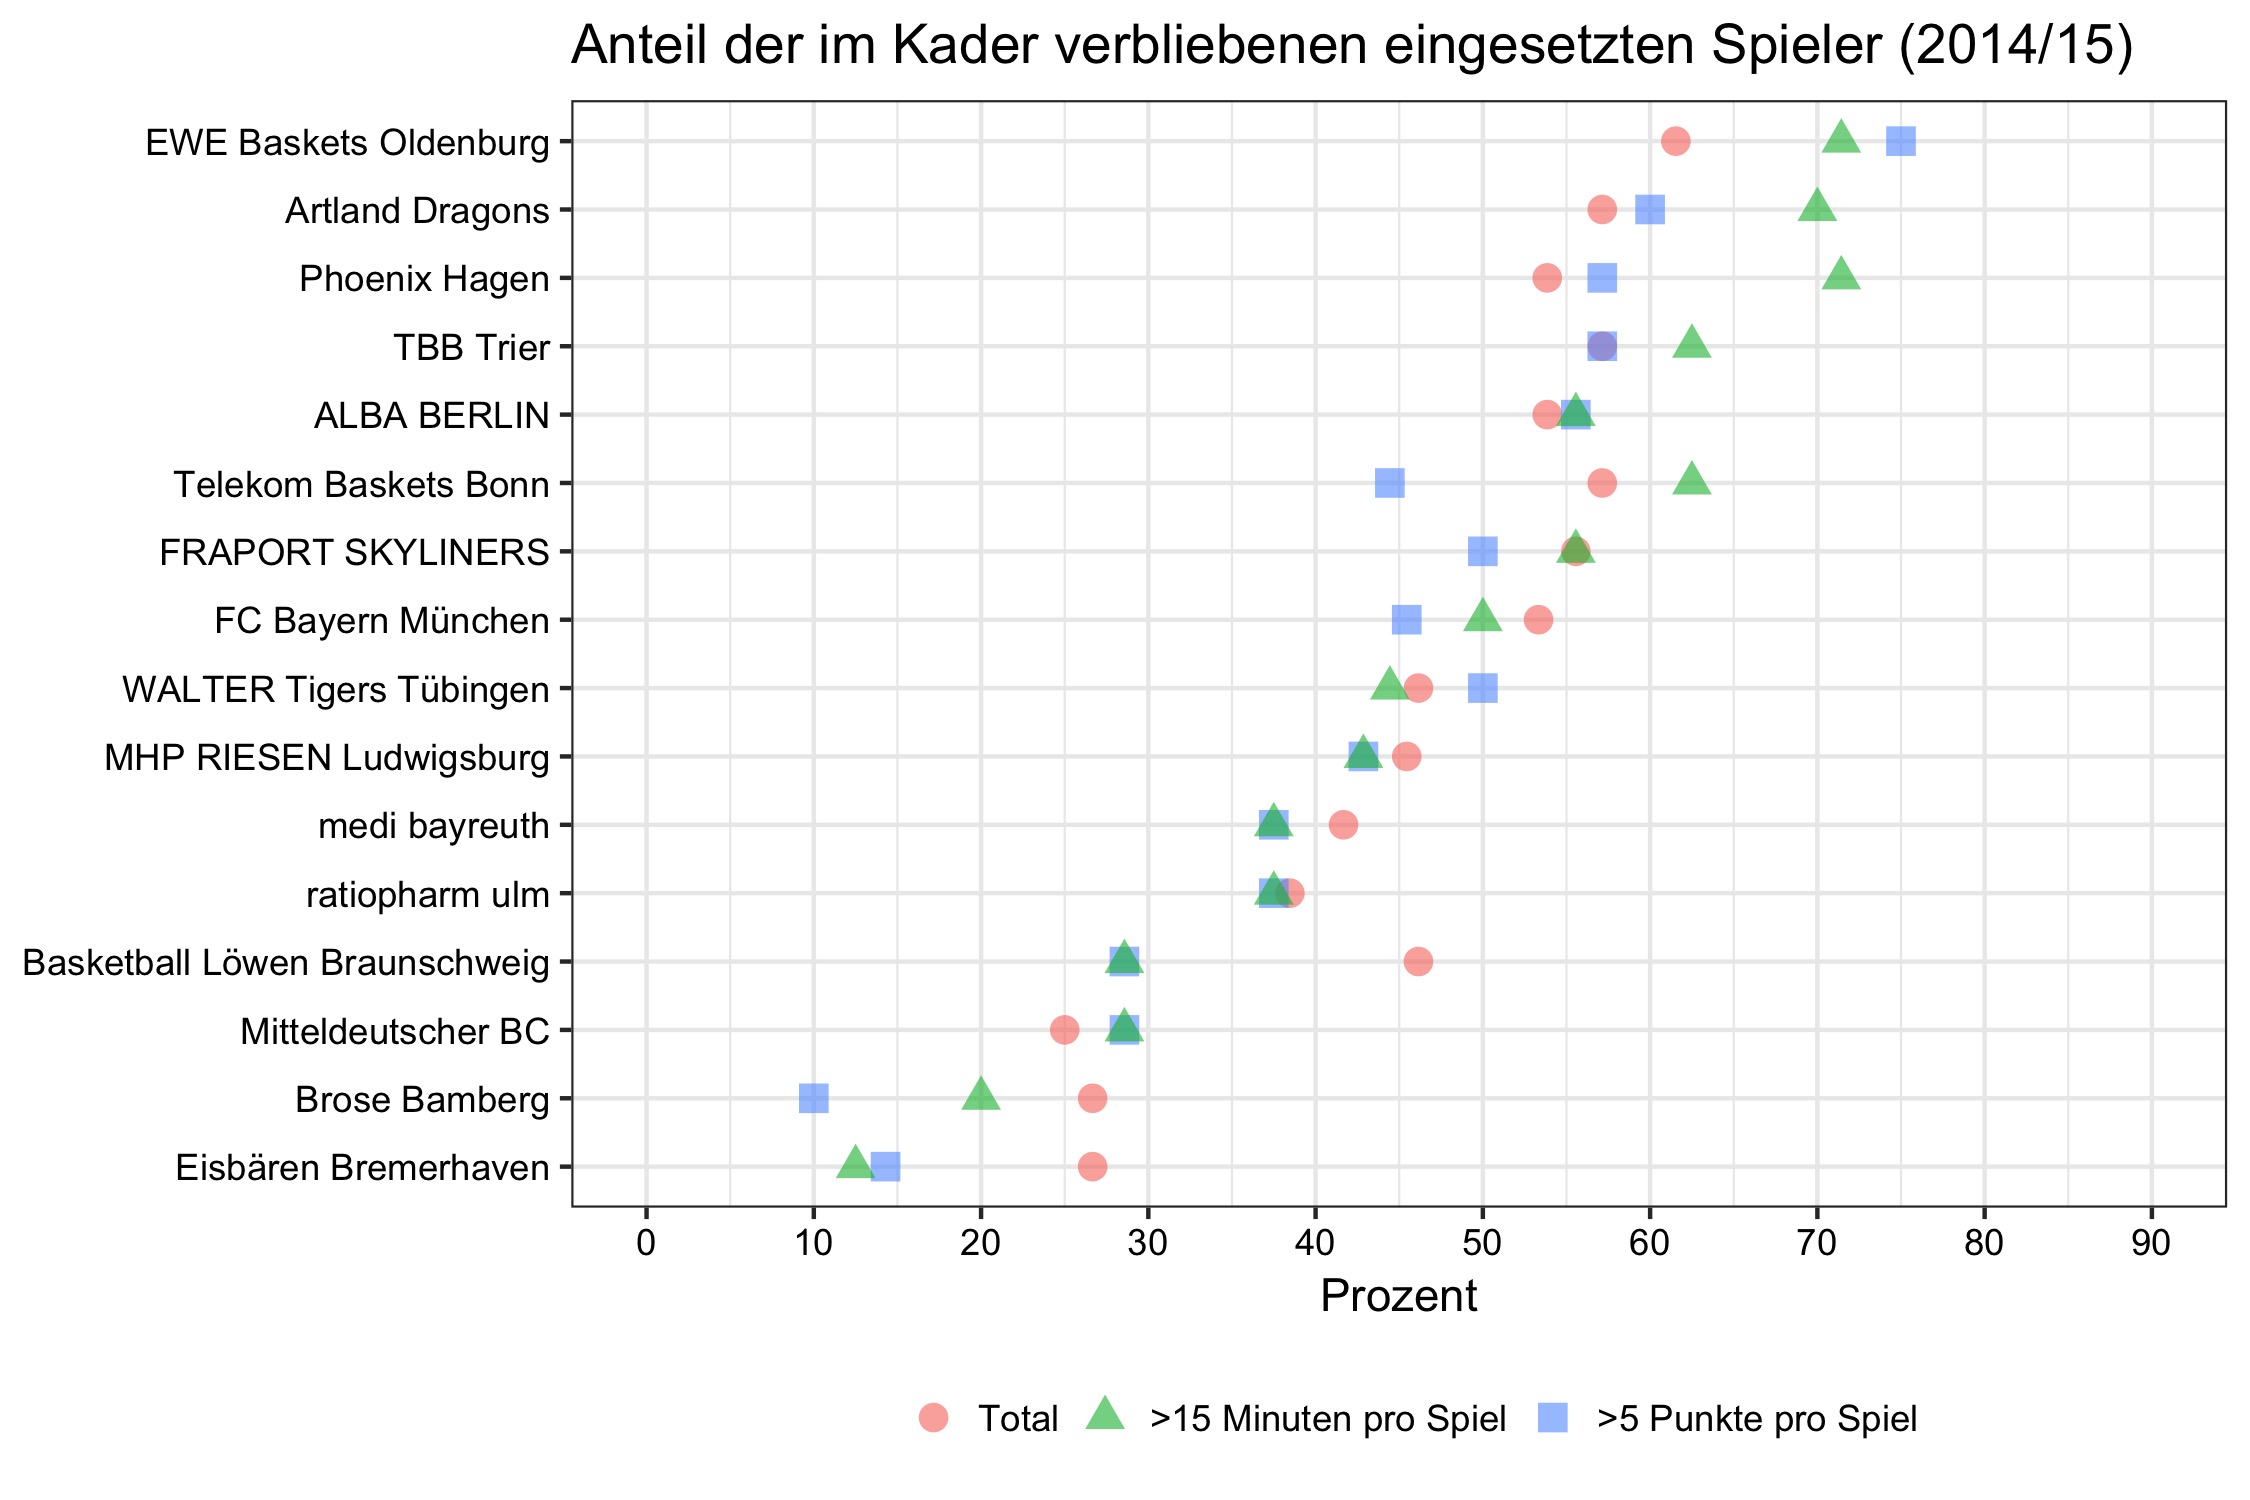 Anteil der im Kader verbliebenen eingesetzten Spieler (2014/15)
EWE Baskets Oldenburg
Artland Dragons
Phoenix Hagen
TBB Trier
ALBA BERLIN
Telekom Baskets Bonn
FRAPORT SKYLINERS
FC Bayern München
WALTER Tigers Tübingen
MHP RIESEN Ludwigsburg
medi bayreuth
ratiopharm ulm
Basketball Löwen Braunschweig
Mitteldeutscher BC
Brose Bamberg
Eisbären Bremerhaven
0 10 20 30 40 50 60 70 80 90
Prozent
Total >15 Minuten pro Spiel >5 Punkte pro Spiel